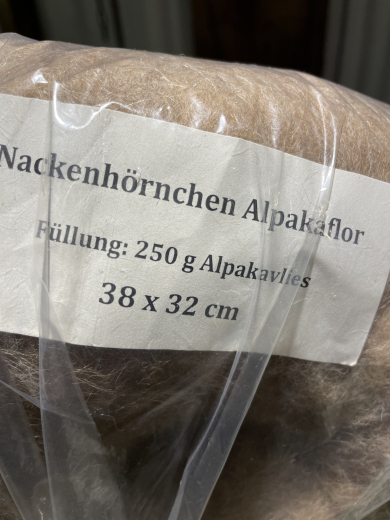 Nackenhörnchen Alpakaflor
Füllung: 250 g Alpakavlies
38 x 32 cm